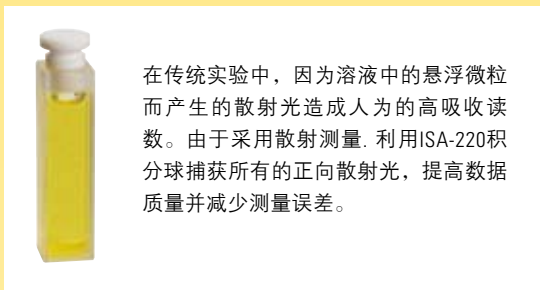 在传统实验中，因为溶液中的悬浮微粒
而产生的散射光造成人为的高吸收读
数。由于采用散射测量. 利用ISA-220积
分球捕获所有的正向散射光，提高数据
质量并减少测量误差。